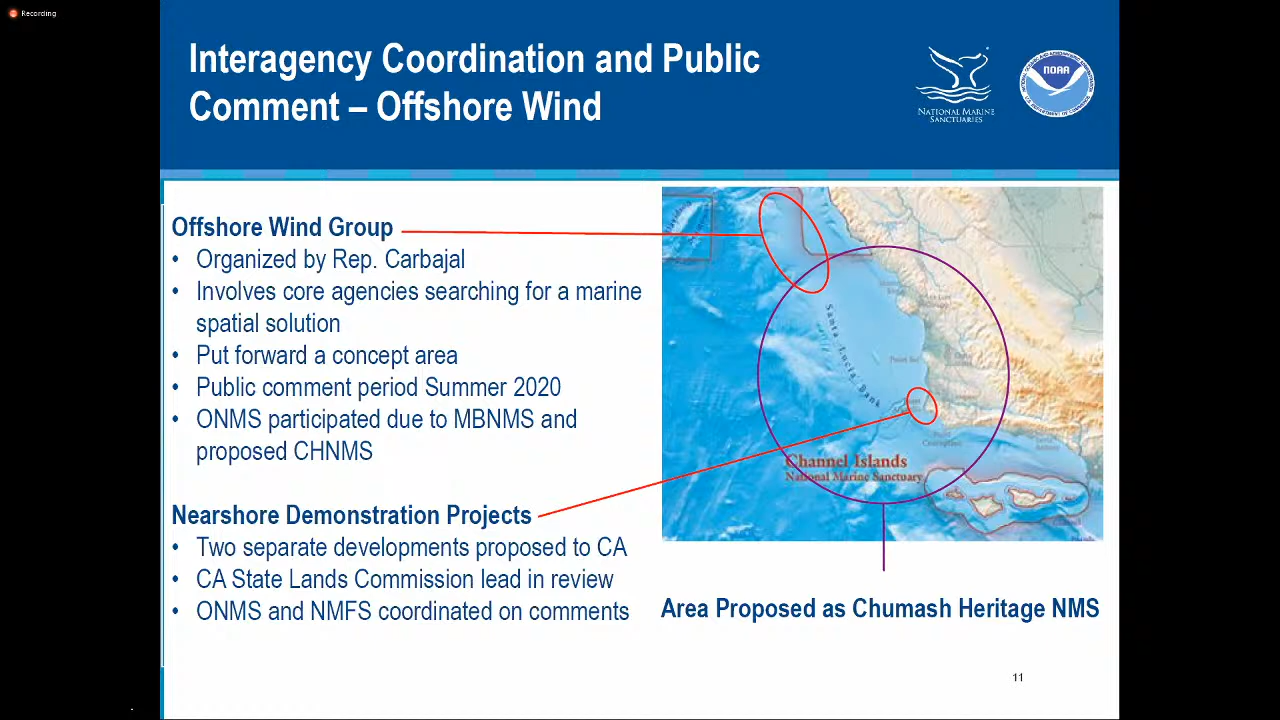 Recording
Interagency Coordination and Public
Comment – Offshore Wind
NATIONAL MARINE
SANCTUARIES
NOAA
Offshore Wind Group
• Organized by Rep. Carbajal
• Involves core agencies searching for a marine
spatial solution
• Put forward a concept area
• Public comment period Summer 2020
• ONMS participated due to MBNMS and
proposed CHNMS
Nearshore Demonstration Projects
• Two separate developments proposed to CA
• CA State Lands Commission lead in review
• ONMS and NMFS coordinated on comments
Santa Lucia Bank
Channel Islands
National Marine Sanctuary
Area Proposed as Chumash Heritage NMS
11